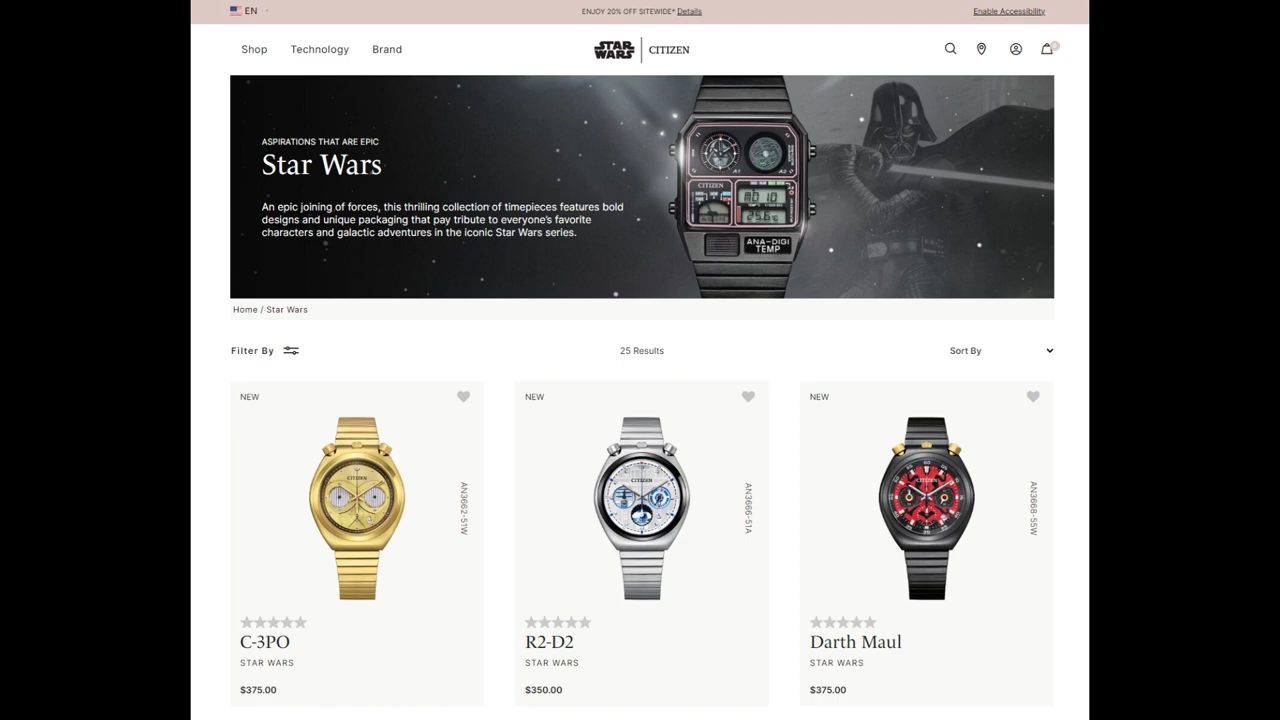 EN
ENJOY 20% OFF SITEWIDE* Details
Enable Accessibility
Shop
Technology
Brand
STAR WARS
CITIZEN
ASPIRATIONS THAT ARE EPIC
Star Wars
An epic joining of forces, this thrilling collection of timepieces features bold
designs and unique packaging that pay tribute to everyone's favorite
characters and galactic adventures in the iconic Star Wars series.
CITIZEN
ANA-DIGI
TEMP
Home / Star Wars
Filter By
25 Results
Sort By
NEW
CITIZEN
AN3662-51W
C-3PO
STAR WARS
$375.00
NEW
CITIZEN
AN3666-51A
R2-D2
STAR WARS
$350.00
NEW
CITIZEN
AN3668-55W
Darth Maul
STAR WARS
$375.00